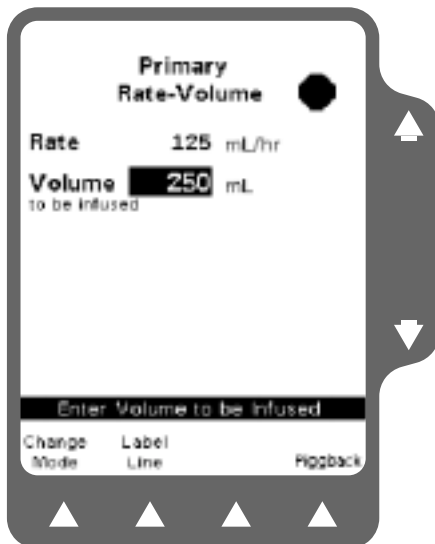 Primary
Rate-Volume
Rate 125 mL/hr
Volume 250 mL
to be infused
Enter Volume to be Infused
Change Label
Mode Line Piggback